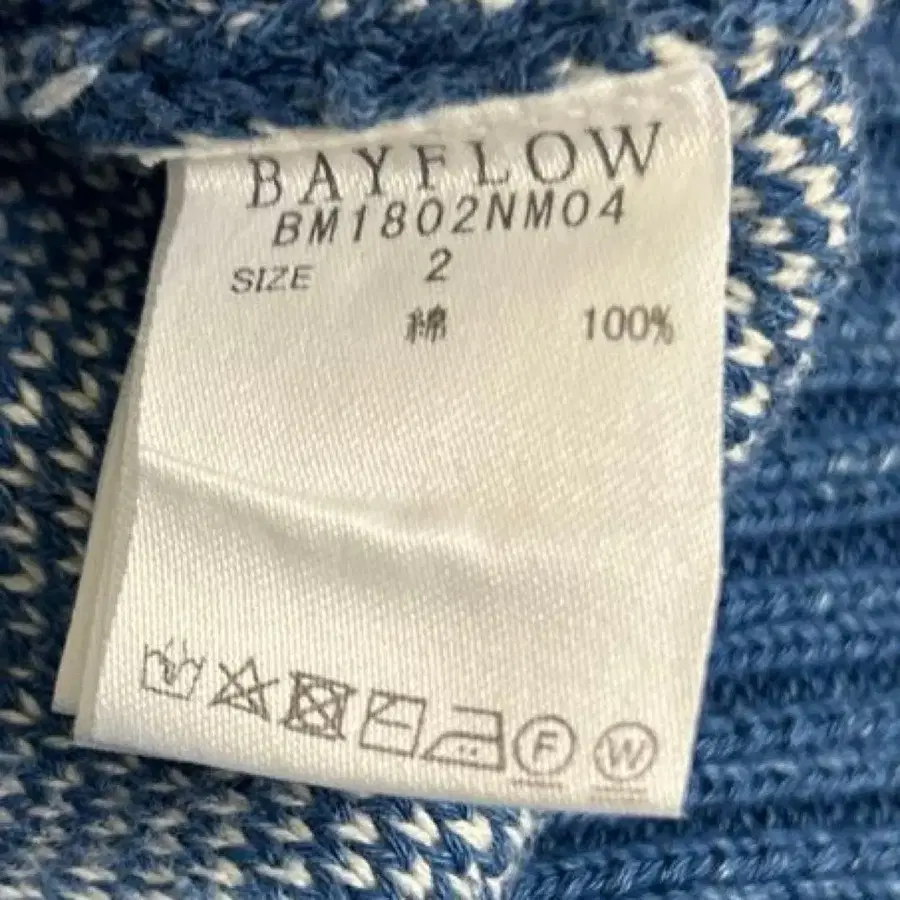 BAYFLOW
BM1802NM04
SIZE 2
綿 100%
F W